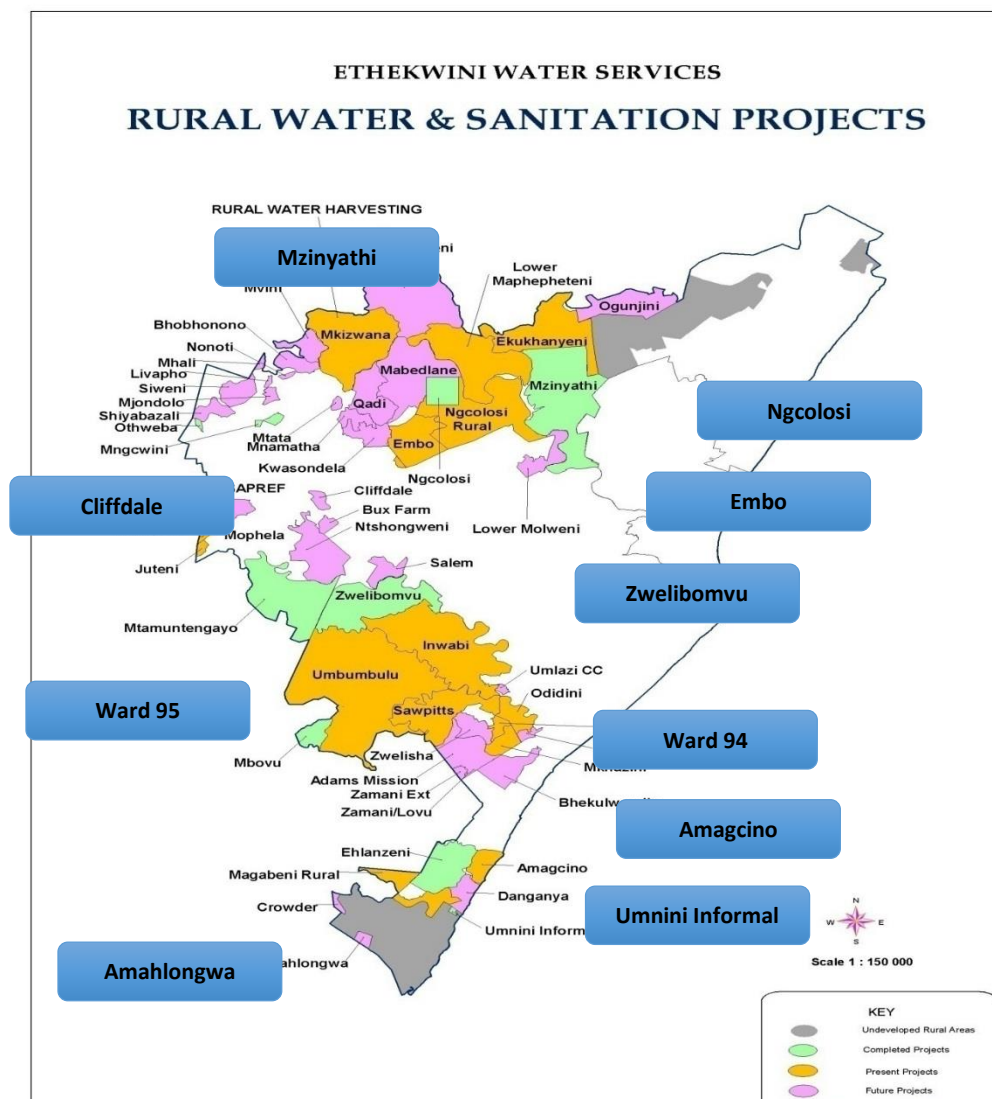 ETHEKWINI WATER SERVICES
RURAL WATER & SANITATION PROJECTS
RURAL WATER HARVESTING
Mzinyathi
Lower
Maphepheteni
Ogunjini
Bhobhonono
Mkizwana
Ekukhanyeni
Nonoti
Mhali
Livapho
Mabedlane
Mzinyathi
Siweni
Mjondolo
Qadi
Ngcolosi
Rural
Ngcolosi
Shiyabazali
Othweba
Mtata
Mnamatha
Embo
Mngcwini
Kwasondela
Ngcolosi
Cliffdale
SAPREF
Cliffdale
Embo
Bux Farm
Ntshongweni
Lower Molweni
Mophela
Juteni
Salem
Zwelibomvu
Zwelibomvu
Mtamuntengayo
Inwabi
Umbumbulu
Umlazi CC
Odidini
Ward 95
Sawpitts
Ward 94
Mbovu
Zwelisha
Adams Mission
Zamani Ext
Zamani/Lovu
Amagcino
Ehlanzeni
Magabeni Rural
Amagcino
Danganya
Crowder
Umnini Inform
Umnini Informal
N
W E
S
Scale 1 : 150 000
Amahlongwa
ahlongwa
KEY
Undeveloped Rural Areas
Completed Projects
Present Projects
Future Projects